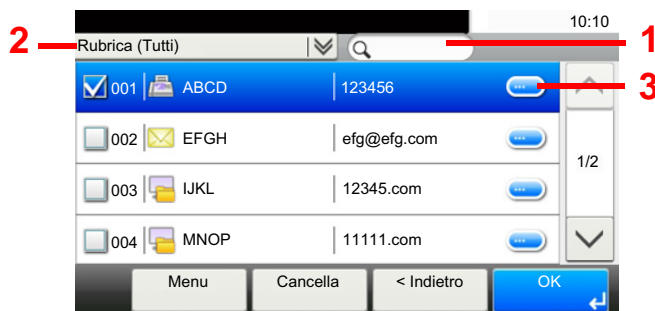 10:10
2 Rubrica (Tutti) 1
001 ABCD 123456 ... 3
002 EFGH efg@efg.com ...
1/2
003 IJKL 12345.com ...
004 MNOP 11111.com ...
Menu Cancella < Indietro OK